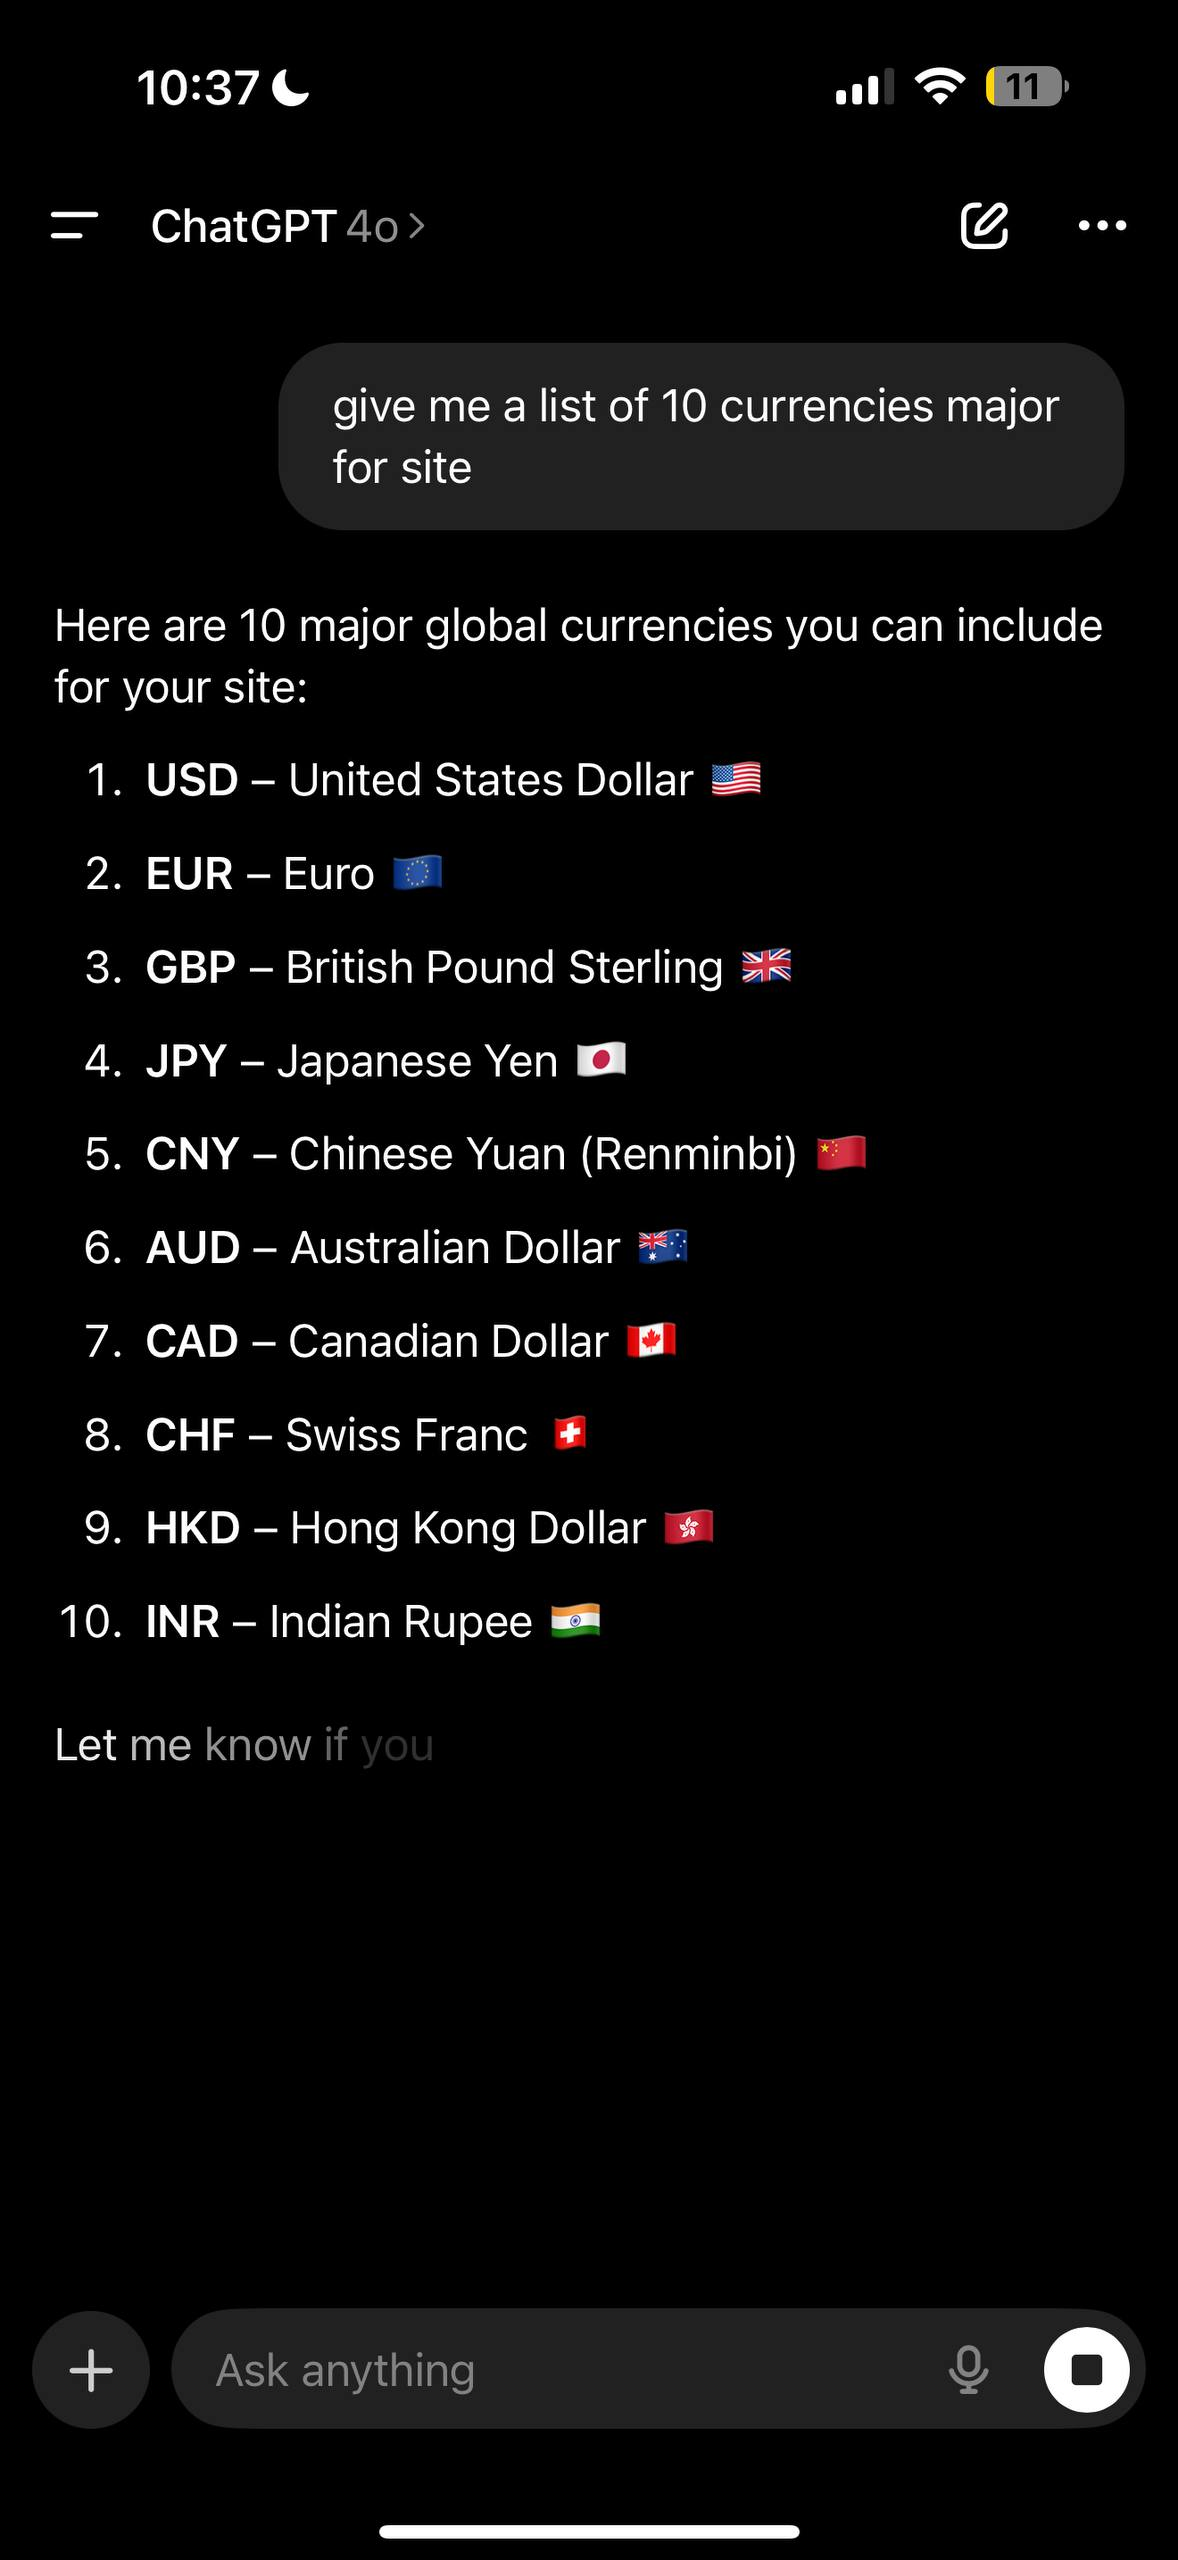 10:37
11
ChatGPT 4o
give me a list of 10 currencies major
for site
Here are 10 major global currencies you can include
for your site:
1. USD – United States Dollar 🇺🇸
2. EUR – Euro 🇪🇺
3. GBP – British Pound Sterling 🇬🇧
4. JPY – Japanese Yen 🇯🇵
5. CNY – Chinese Yuan (Renminbi) 🇨🇳
6. AUD – Australian Dollar 🇦🇺
7. CAD – Canadian Dollar 🇨🇦
8. CHF – Swiss Franc 🇨🇭
9. HKD – Hong Kong Dollar 🇭🇰
10. INR – Indian Rupee 🇮🇳
Let me know if you
Ask anything